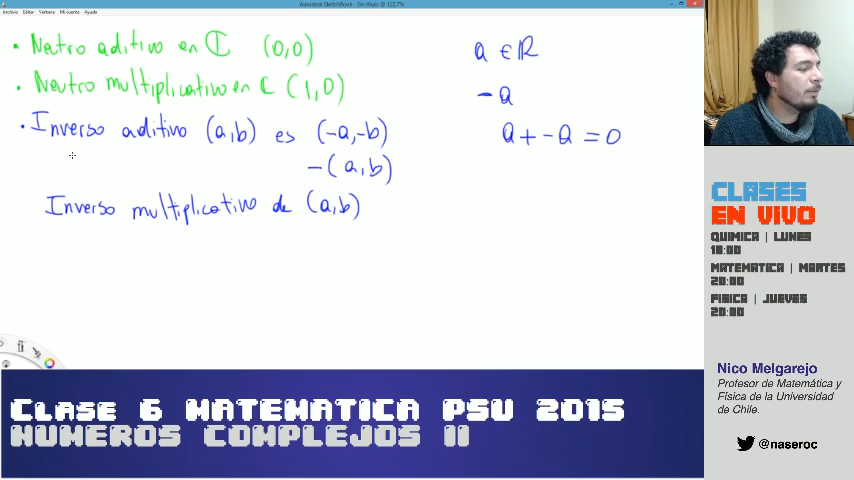 Autodesk SketchBook - Sin título @ 122,7%
Archivo Editar Ventana Mi cuenta Ayuda
• Neutro aditivo en ℂ (0,0)
• Neutro multiplicativo en ℂ (1,0)
• Inverso aditivo (a,b) es (-a,-b)
-(a,b)
Inverso multiplicativo de (a,b)
a ∈ ℝ
-a
a + -a = 0
CLASES
EN VIVO
QUIMICA | LUNES
18:00
MATEMATICA | MARTES
20:00
FISICA | JUEVES
20:00
Nico Melgarejo
Profesor de Matemática y
Física de la Universidad
de Chile.
@naseroc
Clase 6 MATEMATICA PSU 2015
NUMEROS COMPLEJOS II